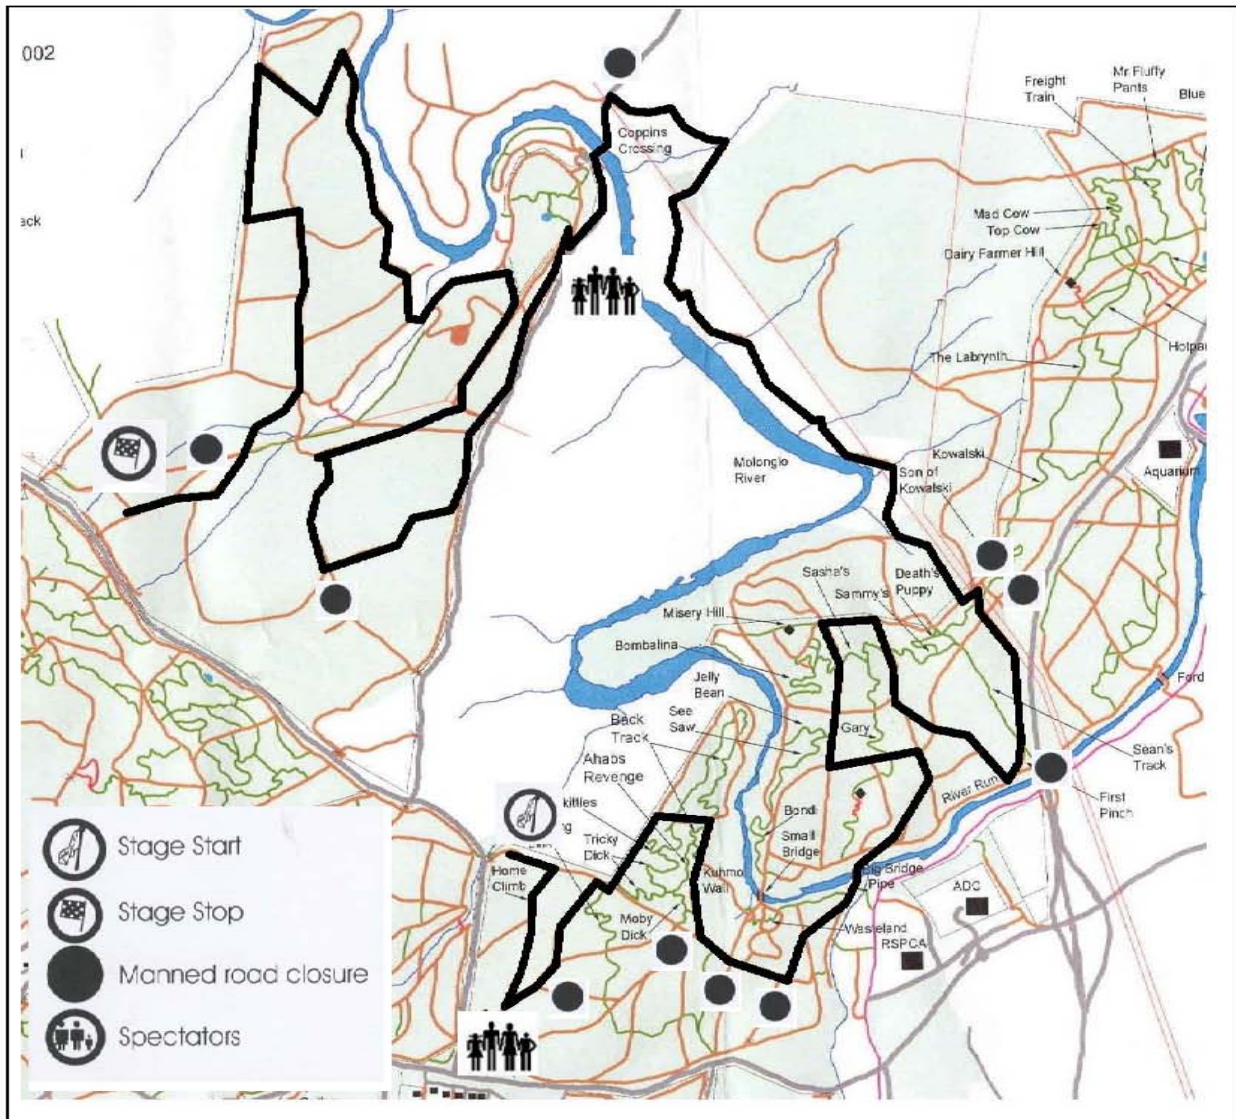 002
Coppins
Crossing
Freight
Train
Mr Fluffy
Pants
Blue
Mad Cow
Top Cow
Dairy Farmer Hill
The Labrynth
Kowalski
Aquarium
Molonglo
River
Son of
Kowalski
Sasha's
Death's
Puppy
Sammy's
Misery Hill
Bombalina
Jelly
Bean
See
Saw
Back
Track
Gary
Ahabs
Revenge
Ford
Sean's
Track
River Run
First
Pinch
Bondi
Small
Bridge
Tricky
Dick
Home
Climb
Kuhmo
Wall
Big Bridge
Pipe
ADC
Moby
Dick
Wasteland
RSPCA
Stage Start
Stage Stop
Manned road closure
Spectators